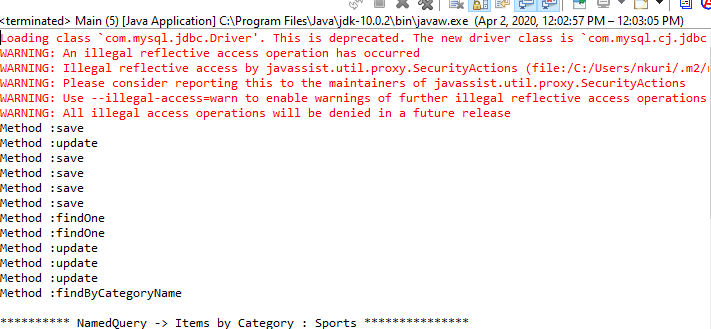 <terminated> Main (5) [Java Application] C:\Program Files\Java\jdk-10.0.2\bin\javaw.exe (Apr 2, 2020, 12:02:57 PM – 12:03:05 PM)
Loading class `com.mysql.jdbc.Driver'. This is deprecated. The new driver class is `com.mysql.cj.jdbc
WARNING: An illegal reflective access operation has occurred
WARNING: Illegal reflective access by javassist.util.proxy.SecurityActions (file:/C:/Users/nkuri/.m2/
WARNING: Please consider reporting this to the maintainers of javassist.util.proxy.SecurityActions
WARNING: Use --illegal-access=warn to enable warnings of further illegal reflective access operations
WARNING: All illegal access operations will be denied in a future release
Method :save
Method :update
Method :save
Method :save
Method :save
Method :save
Method :findOne
Method :findOne
Method :update
Method :update
Method :update
Method :findByCategoryName
********** NamedQuery -> Items by Category : Sports ***************